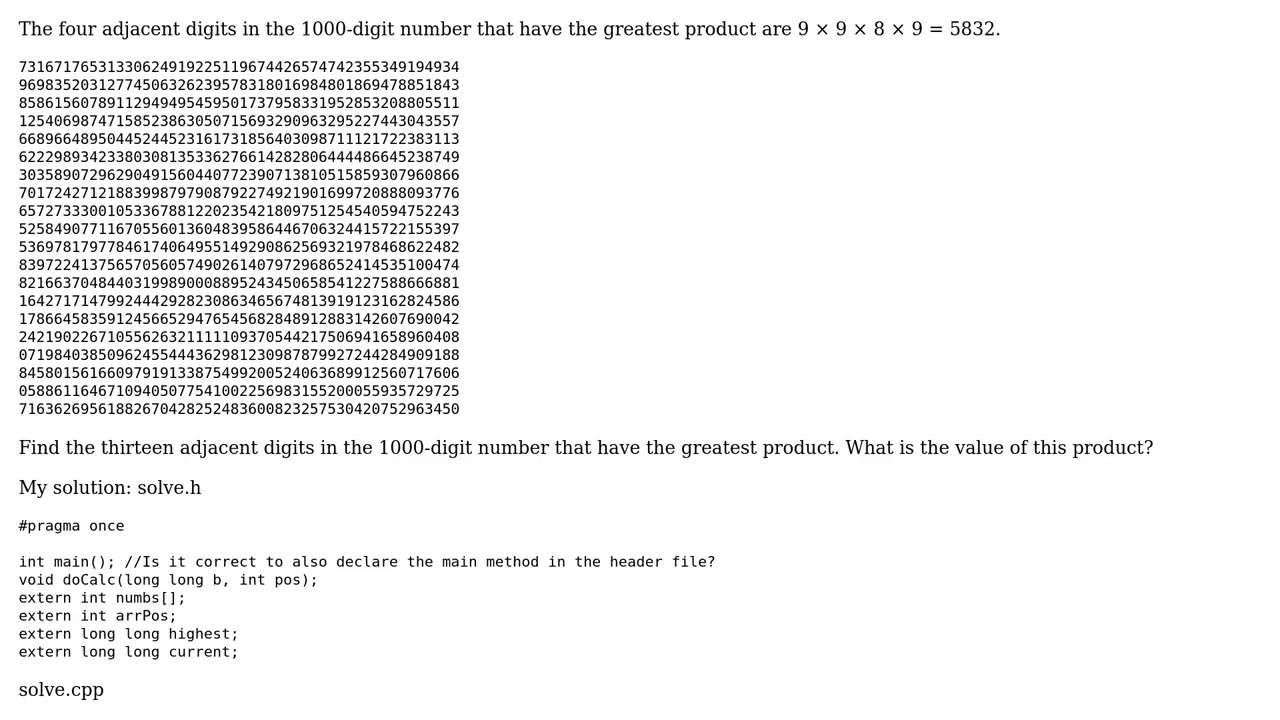 The four adjacent digits in the 1000-digit number that have the greatest product are 9 × 9 × 8 × 9 = 5832.
73167176531330624919225119674426574742355349194934
96983520312774506326239578318016984801869478851843
85861560789112949495459501737958331952853208805511
12540698747158523863050715693290963295227443043557
66896648950445244523161731856403098711121722383113
62229893423380308135336276614282806444486645238749
30358907296290491560440772390713810515859307960866
70172427121883998797908792274921901699720888093776
65727333001053367881220235421809751254540594752243
52584907711670556013604839586446706324415722155397
53697817977846174064955149290862569321978468622482
83972241375657056057490261407972968652414535100474
82166370484403199890008895243450658541227588666881
16427171479924442928230863465674813919123162824586
17866458359124566529476545682848912883142607690042
24219022671055626321111109370544217506941658960408
07198403850962455444362981230987879927244284909188
84580156166097919133875499200524063689912560717606
05886116467109405077541002256983155200055935729725
71636269561882670428252483600823257530420752963450
Find the thirteen adjacent digits in the 1000-digit number that have the greatest product. What is the value of this product?
My solution: solve.h
#pragma once
int main(); //Is it correct to also declare the main method in the header file?
void doCalc(long long b, int pos);
extern int numbs[];
extern int arrPos;
extern long long highest;
extern long long current;
solve.cpp